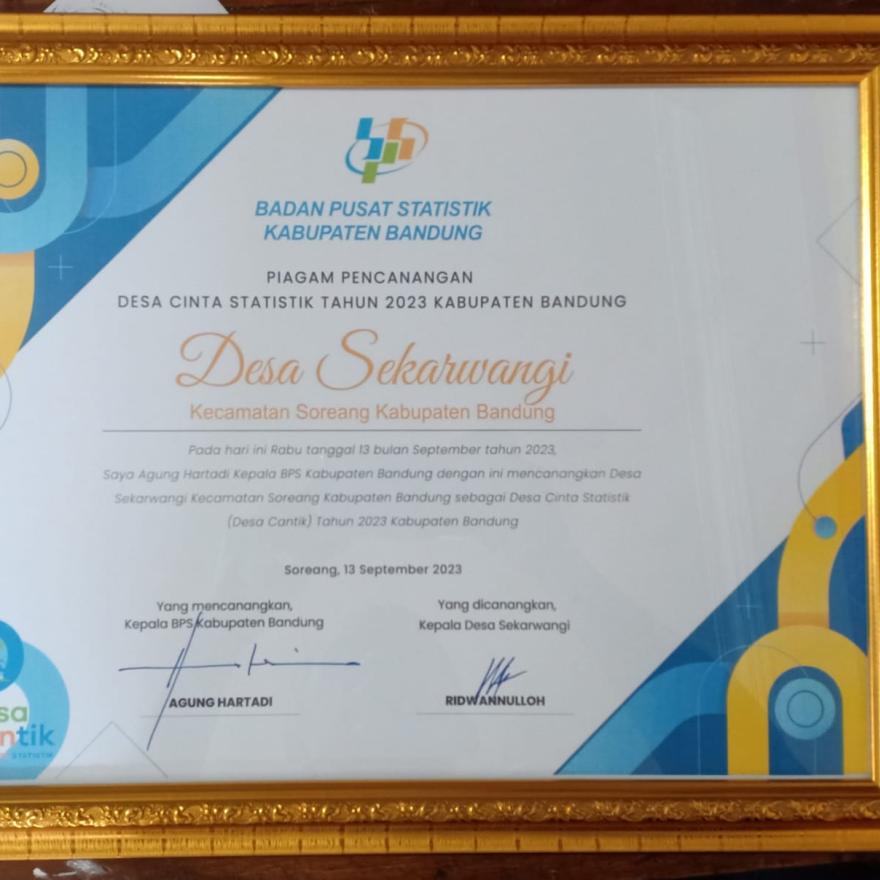 BADAN PUSAT STATISTIK
KABUPATEN BANDUNG
PIAGAM PENCANANGAN
DESA CINTA STATISTIK TAHUN 2023 KABUPATEN BANDUNG
Desa Sekarwangi
Kecamatan Soreang Kabupaten Bandung
Pada hari ini Rabu tanggal 13 bulan September tahun 2023,
Saya Agung Hartadi Kepala BPS Kabupaten Bandung dengan ini mencanangkan Desa
Sekarwangi Kecamatan Soreang Kabupaten Bandung sebagai Desa Cinta Statistik
(Desa Cantik) Tahun 2023 Kabupaten Bandung
Soreang, 13 September 2023
Yang mencanangkan,
Kepala BPS Kabupaten Bandung
AGUNG HARTADI
Yang dicanangkan,
Kepala Desa Sekarwangi
RIDWANNULLOH
sa
ntik
STATISTIK